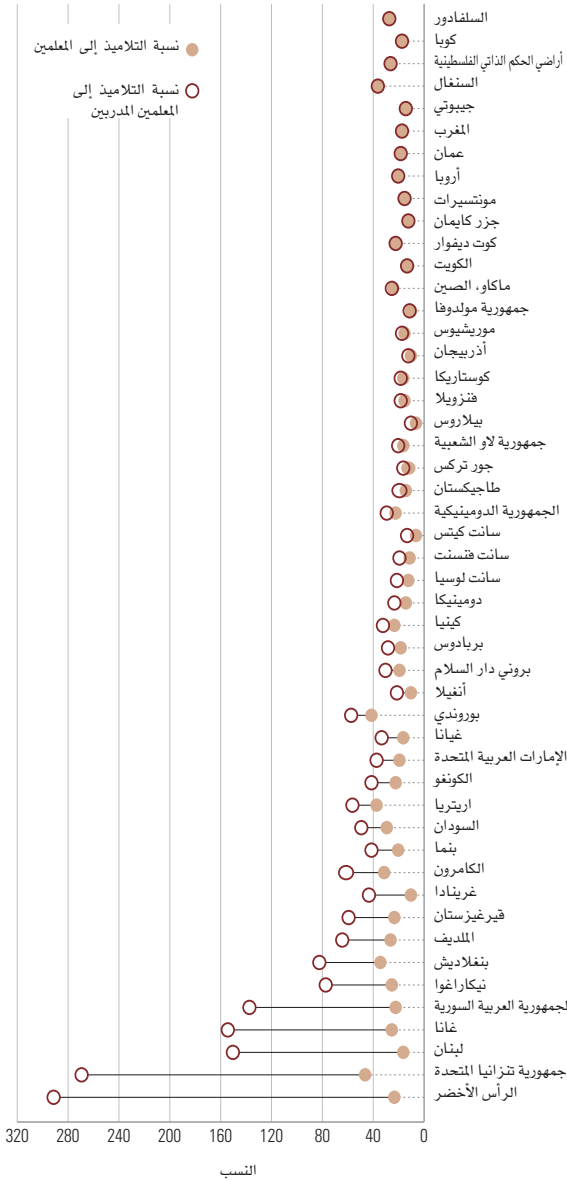 نسبة التلاميذ إلى المعلمين
نسبة التلاميذ إلى
المعلمين المدربين
السلفادور
كوبا
أراضي الحكم الذاتي الفلسطينية
السنغال
جيبوتي
المغرب
عمان
أروبا
مونتسيرات
جزر كايمان
كوت ديفوار
الكويت
ماكاو، الصين
جمهورية مولدوفا
موريشيوس
أذربيجان
كوستاريكا
فنزويلا
بيلاروس
جمهورية لاو الشعبية
جور تركس
طاجيكستان
الجمهورية الدومينيكية
سانت كيتس
سانت فتسنت
سانت لوسيا
دومينيكا
كينيا
بربادوس
بروني دار السلام
أنغيلا
بوروندي
غيانا
الإمارات العربية المتحدة
الكونغو
اريتريا
السودان
بنما
الكامرون
غرينادا
قيرغيزستان
الملديف
بنغلاديش
نيكاراغوا
لجمهورية العربية السورية
غانا
لبنان
جمهورية تنزانيا المتحدة
الرأس الأخضر
320 280 240 200 160 120 80 40 0
النسب